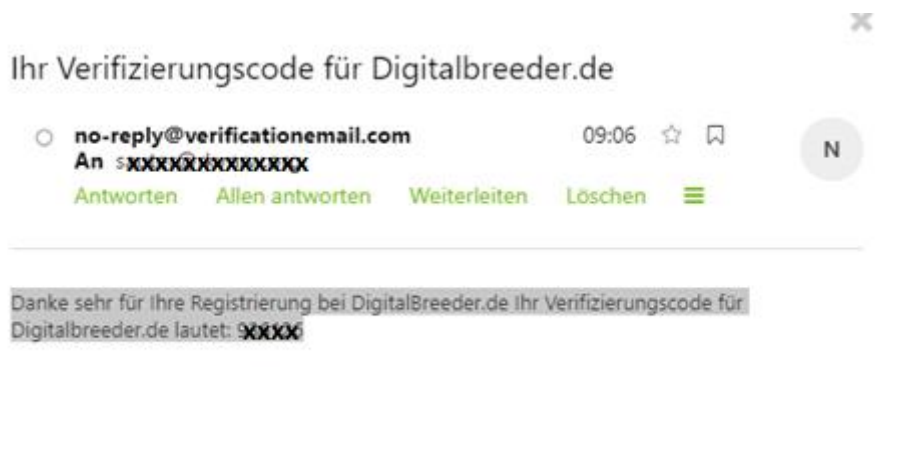 Ihr Verifizierungscode für Digitalbreeder.de
no-reply@verificationemail.com 09:06
An
Antworten Allen antworten Weiterleiten Löschen
N
Danke sehr für Ihre Registrierung bei DigitalBreeder.de Ihr Verifizierungscode für
Digitalbreeder.de lautet: